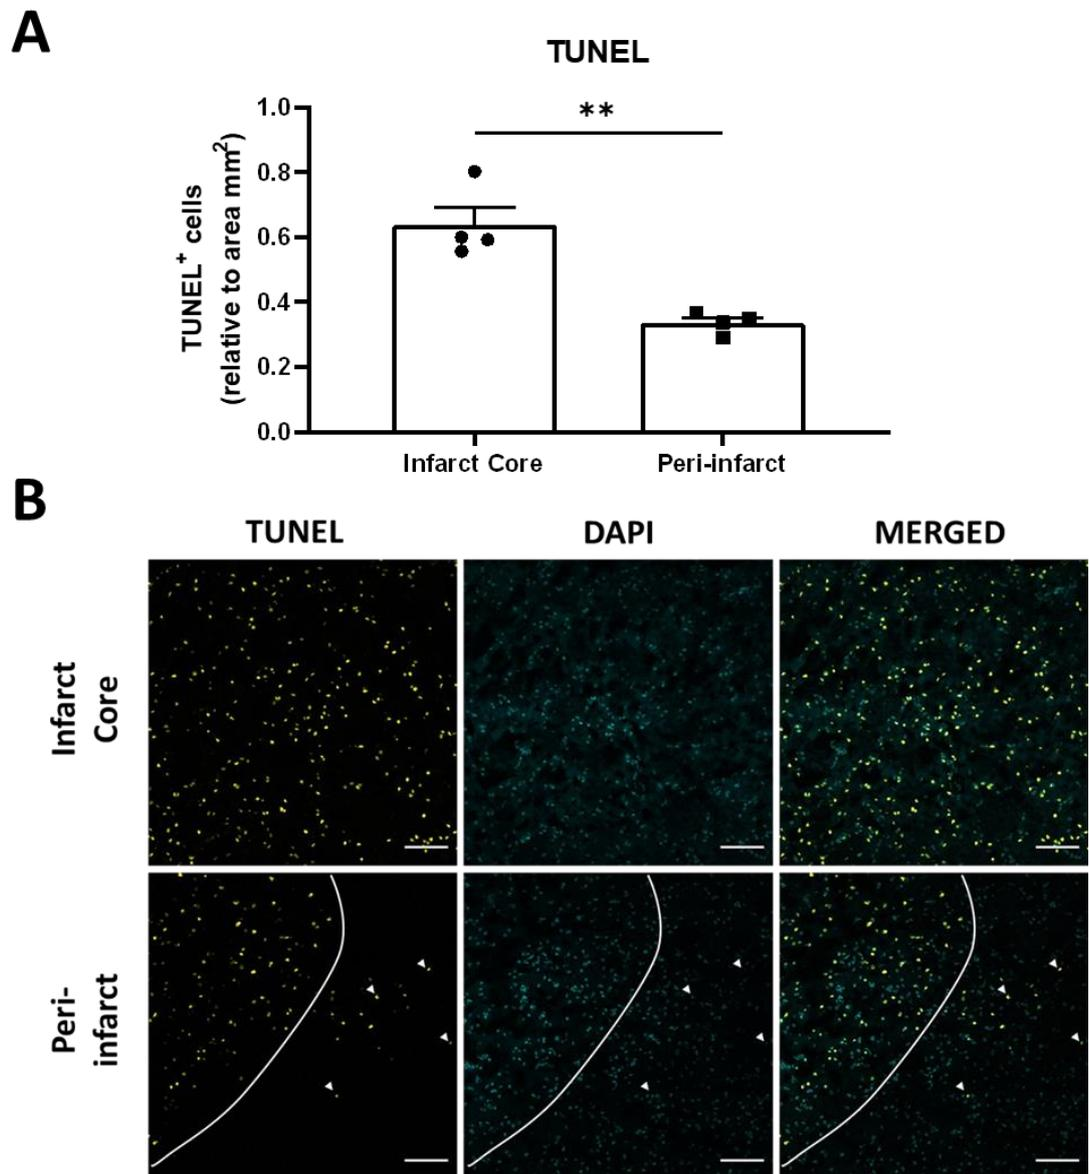 A
TUNEL
**
1.0
0.8
0.6
0.4
0.2
0.0
TUNEL⁺ cells
(relative to area mm²)
Infarct Core
Peri-infarct
B
TUNEL
DAPI
MERGED
Infarct
Core
Peri-
infarct